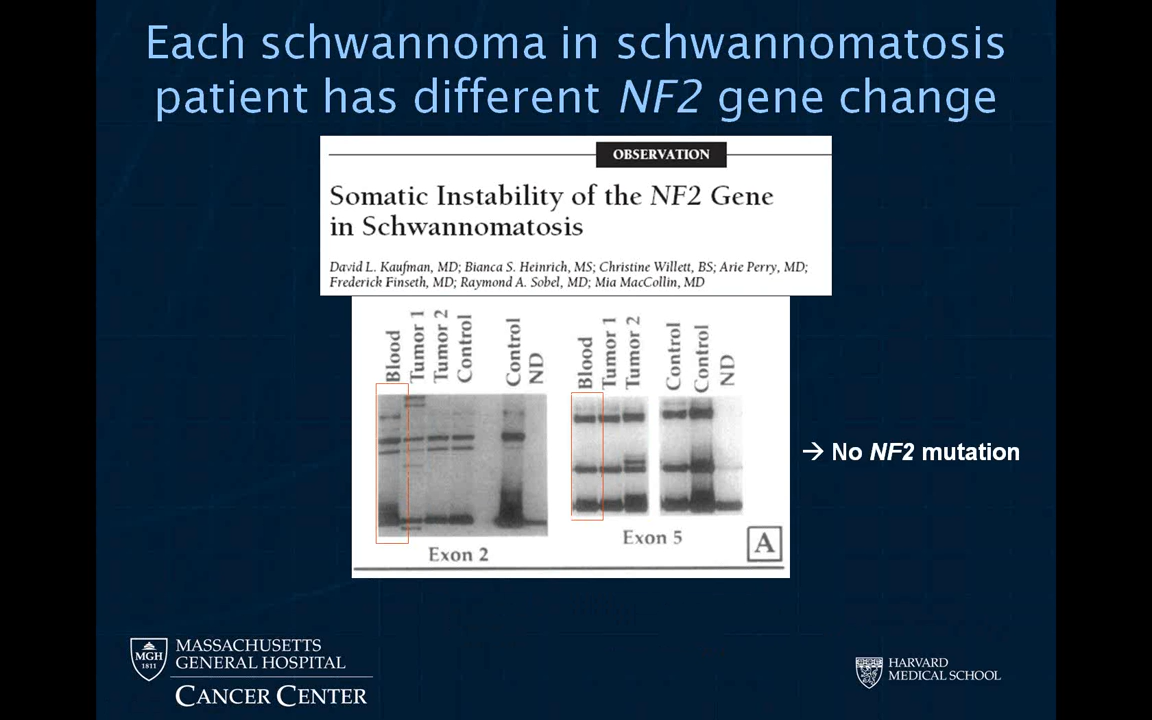 Each schwannoma in schwannomatosis
patient has different NF2 gene change
OBSERVATION
Somatic Instability of the NF2 Gene
in Schwannomatosis
David L. Kaufman, MD; Bianca S. Heinrich, MS; Christine Willett, BS; Arie Perry, MD;
Frederick Finseth, MD; Raymond A. Sobel, MD; Mia MacCollin, MD
Blood
Tumor 1
Tumor 2
Control
Control
ND
Blood
Tumor 1
Tumor 2
Control
Control
ND
→ No NF2 mutation
Exon 2
Exon 5
A
MGH
1811
MASSACHUSETTS
GENERAL HOSPITAL
CANCER CENTER
HARVARD
MEDICAL SCHOOL